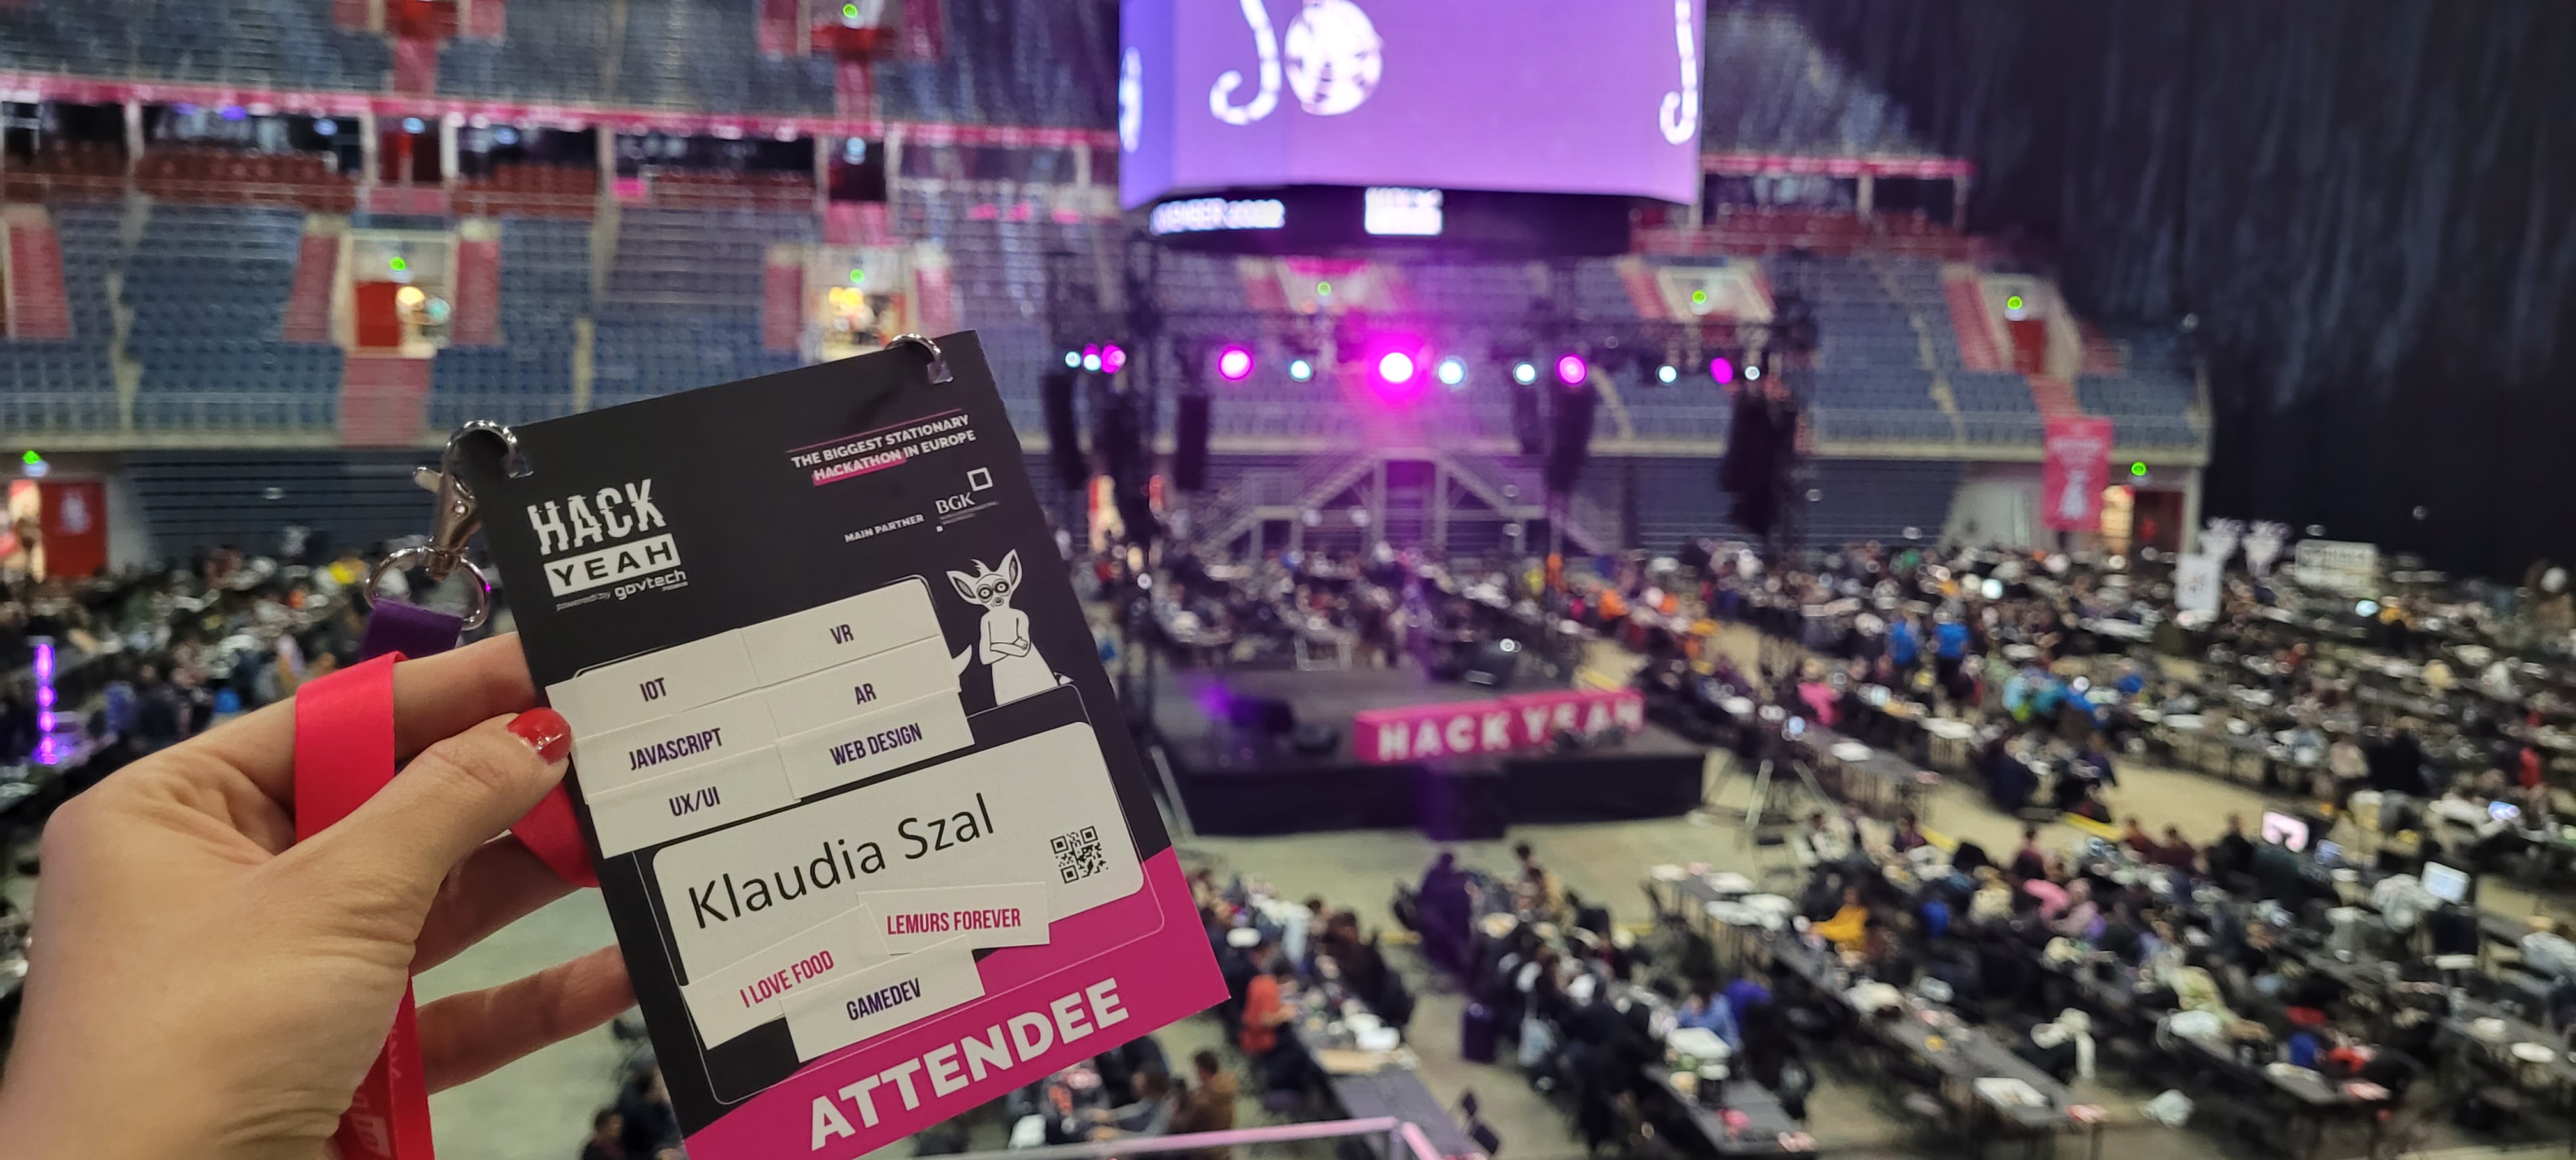 THE BIGGEST STATIONARY
HACKATHON IN EUROPE
HACK
YEAH
powered by govtech
MAIN PARTNER BGK
VR
IOT
AR
JAVASCRIPT
WEB DESIGN
UX/UI
Klaudia Szal
LEMURS FOREVER
I LOVE FOOD
GAMEDEV
ATTENDEE
HACK YEAH